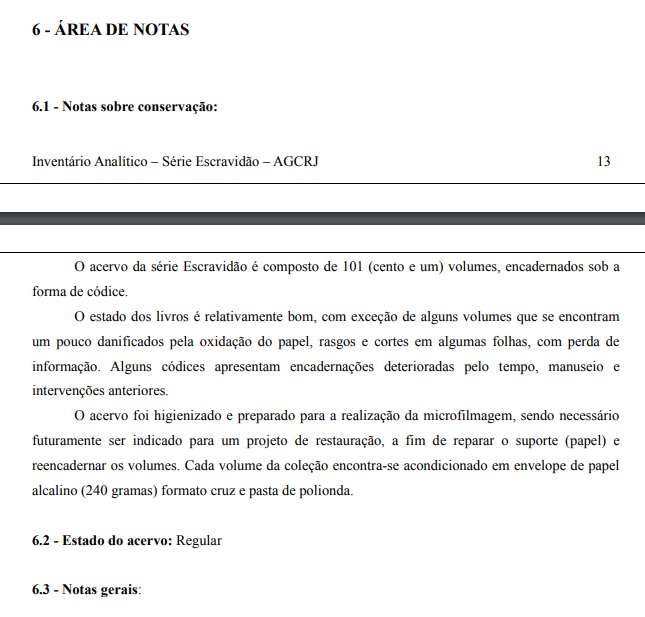 6 - ÁREA DE NOTAS
6.1 - Notas sobre conservação:
Inventário Analítico – Série Escravidão – AGCRJ 13
O acervo da série Escravidão é composto de 101 (cento e um) volumes, encadernados sob a
forma de códice.
O estado dos livros é relativamente bom, com exceção de alguns volumes que se encontram
um pouco danificados pela oxidação do papel, rasgos e cortes em algumas folhas, com perda de
informação. Alguns códices apresentam encadernações deterioradas pelo tempo, manuseio e
intervenções anteriores.
O acervo foi higienizado e preparado para a realização da microfilmagem, sendo necessário
futuramente ser indicado para um projeto de restauração, a fim de reparar o suporte (papel) e
reencadernar os volumes. Cada volume da coleção encontra-se acondicionado em envelope de papel
alcalino (240 gramas) formato cruz e pasta de polionda.
6.2 - Estado do acervo: Regular
6.3 - Notas gerais: